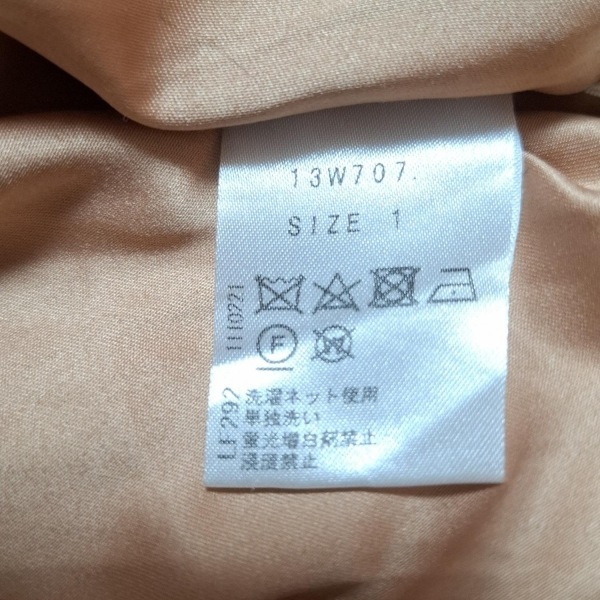 13W707.
SIZE 1
F
W
洗濯ネット使用
単独洗い
蛍光増白剤禁止
浸漬禁止
1110221